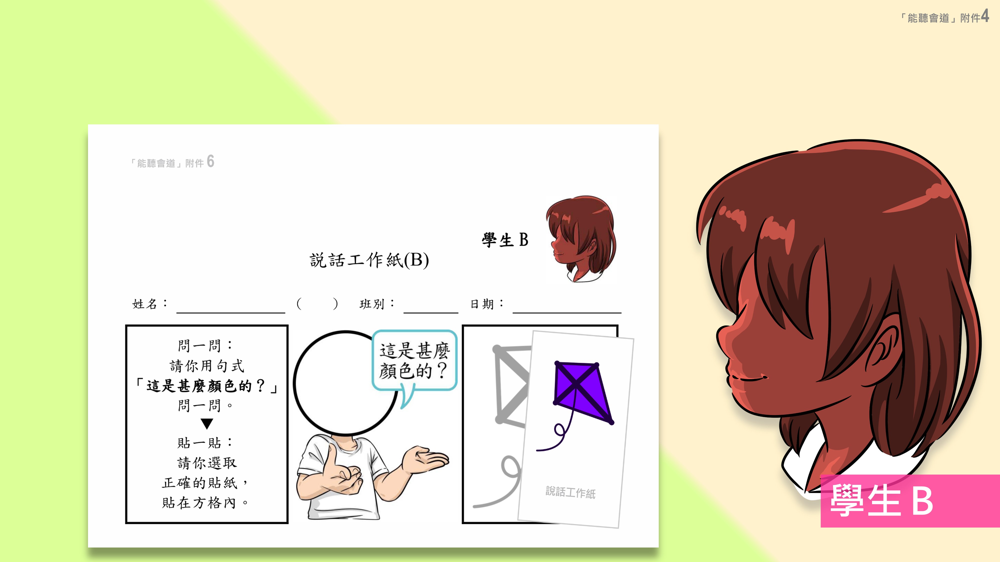 「能聽會道」附件4
「能聽會道」附件 6
學生 B
説話工作紙(B)
姓名： （ ） 班別： 日期：
問一問：
請你用句式
「這是甚麼顏色的？」
問一問。
▼
貼一貼：
請你選取
正確的貼紙，
貼在方格內。
這是甚麼
顏色的？
說話工作紙
學生 B